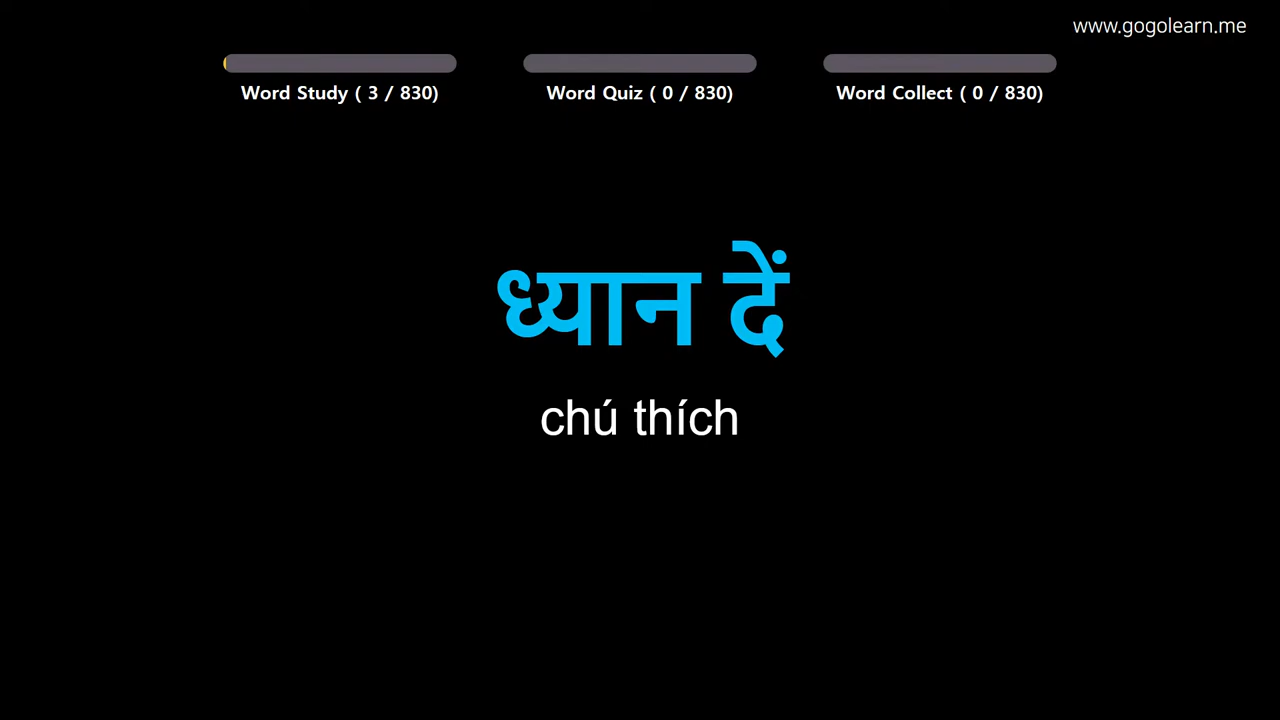 www.gogolearn.me
Word Study ( 3 / 830)
Word Quiz ( 0 / 830)
Word Collect ( 0 / 830)
ध्यान दें
chú thích